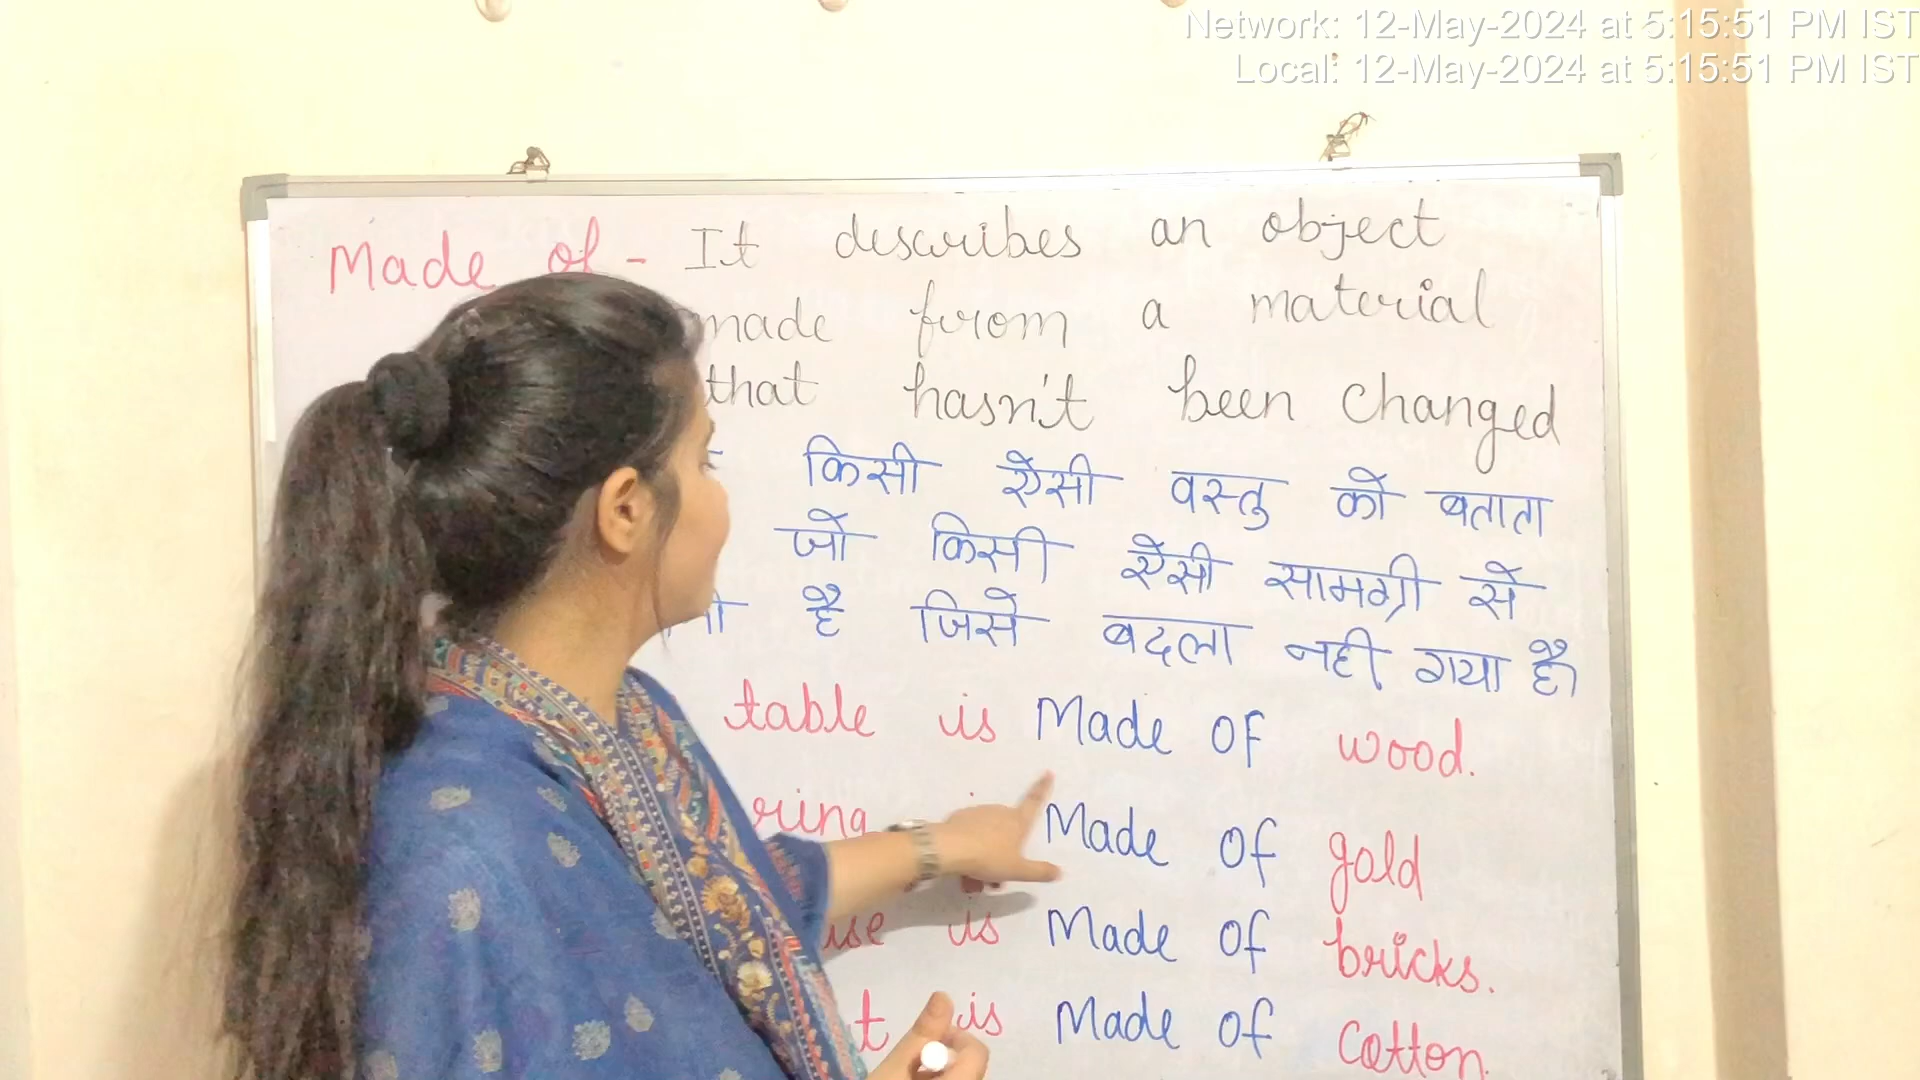 Network: 12-May-2024 at 5:15:51 PM IST
Local: 12-May-2024 at 5:15:51 PM IST
Made of - It describes an object
made from a material
that hasn't been changed
किसी ऐसी वस्तु को बताता
जो किसी ऐसी सामग्री से
है जिसे बदला नही गया है।
table is Made of wood.
ring Made of gold
is Made of bricks.
is Made of Cotton.